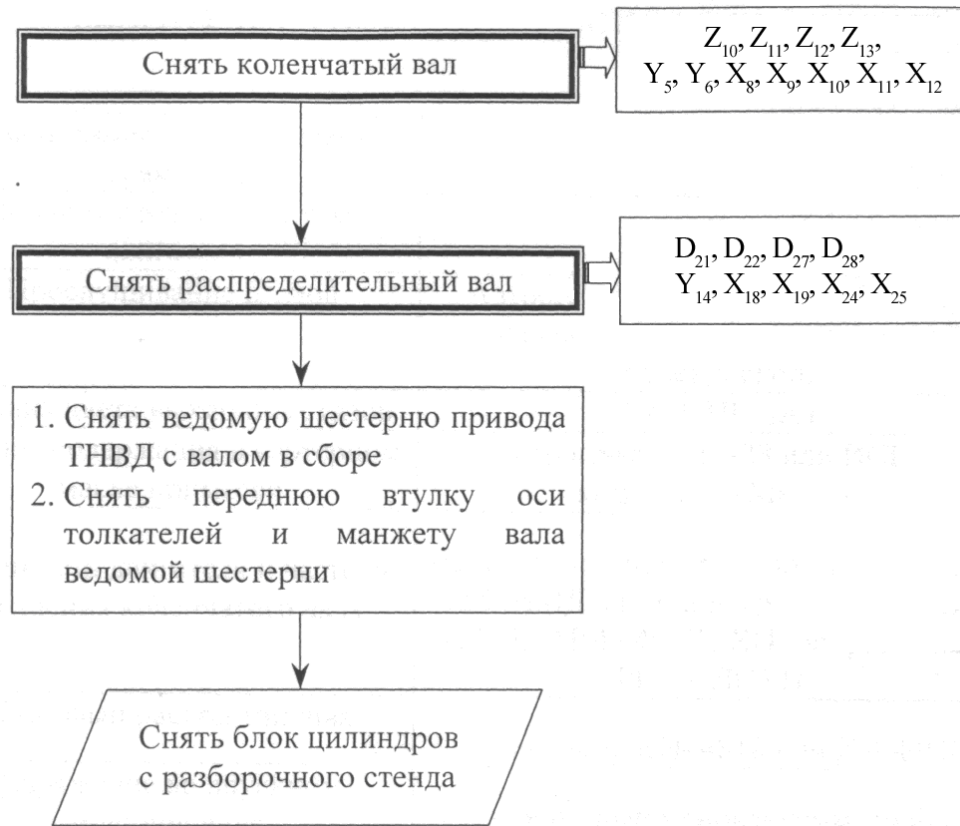 Снять коленчатый вал
Z₁₀, Z₁₁, Z₁₂, Z₁₃,
Y₅, Y₆, X₈, X₉, X₁₀, X₁₁, X₁₂
Снять распределительный вал
D₂₁, D₂₂, D₂₇, D₂₈,
Y₁₄, X₁₈, X₁₉, X₂₄, X₂₅
1. Снять ведомую шестерню привода
ТНВД с валом в сборе
2. Снять переднюю втулку оси
толкателей и манжету вала
ведомой шестерни
Снять блок цилиндров
с разборочного стенда